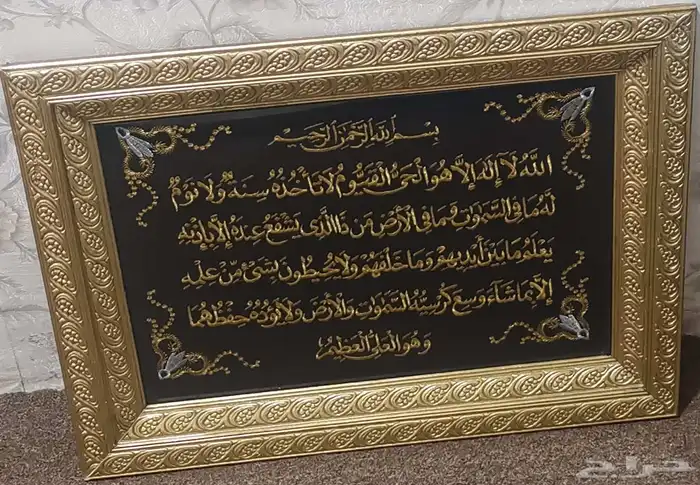 بسم الله الرحمن الرحيم
الله لا إله إلا هو الحي القيوم لا تأخذه سنة ولا نوم
له ما في السموات وما في الأرض من ذا الذي يشفع عنده إلا بإذنه
يعلم ما بين أيديهم وما خلفهم ولا يحيطون بشيء من علمه
إلا بما شاء وسع كرسيه السموات والأرض ولا يؤده حفظهما
وهو العلي العظيم
حراج